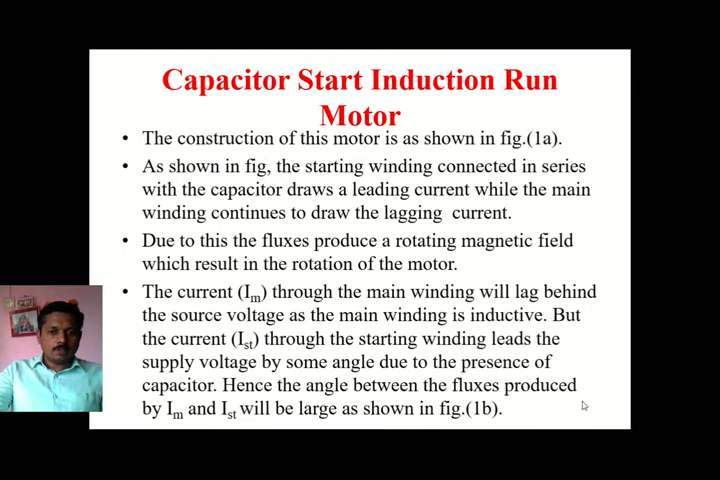 Capacitor Start Induction Run
Motor
• The construction of this motor is as shown in fig.(1a).
• As shown in fig, the starting winding connected in series
with the capacitor draws a leading current while the main
winding continues to draw the lagging current.
• Due to this the fluxes produce a rotating magnetic field
which result in the rotation of the motor.
• The current (Im) through the main winding will lag behind
the source voltage as the main winding is inductive. But
the current (Ist) through the starting winding leads the
supply voltage by some angle due to the presence of
capacitor. Hence the angle between the fluxes produced
by Im and Ist will be large as shown in fig.(1b).